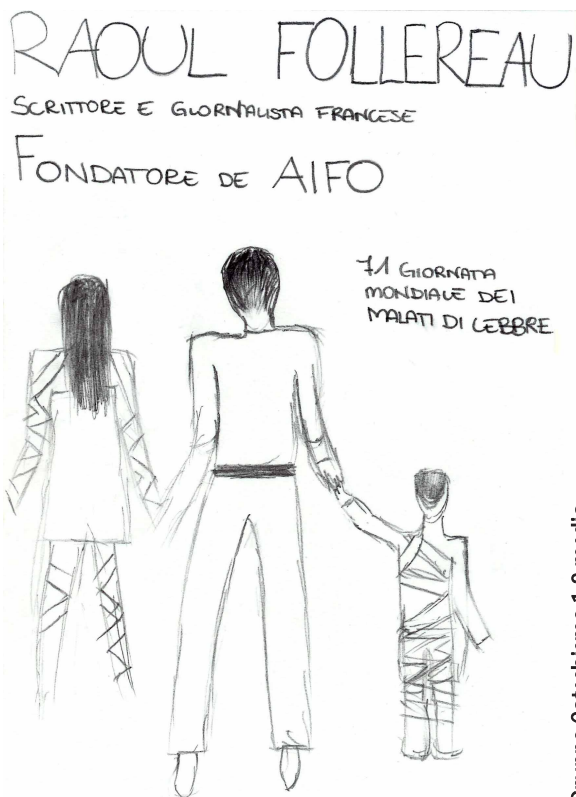 RAOUL FOLLEREAU
SCRITTORE E GIORNALISTA FRANCESE
FONDATORE DE AIFO
71 GIORNATA
MONDIALE DEI
MALATI DI LEBBRE